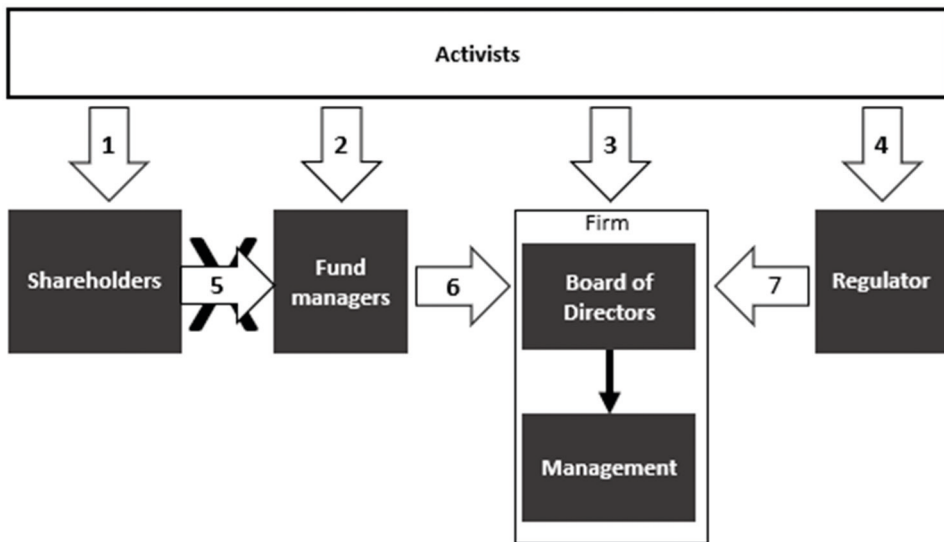 Activists
1
2
3
4
Firm
Shareholders
5
Fund
managers
6
Board of
Directors
7
Regulator
Management